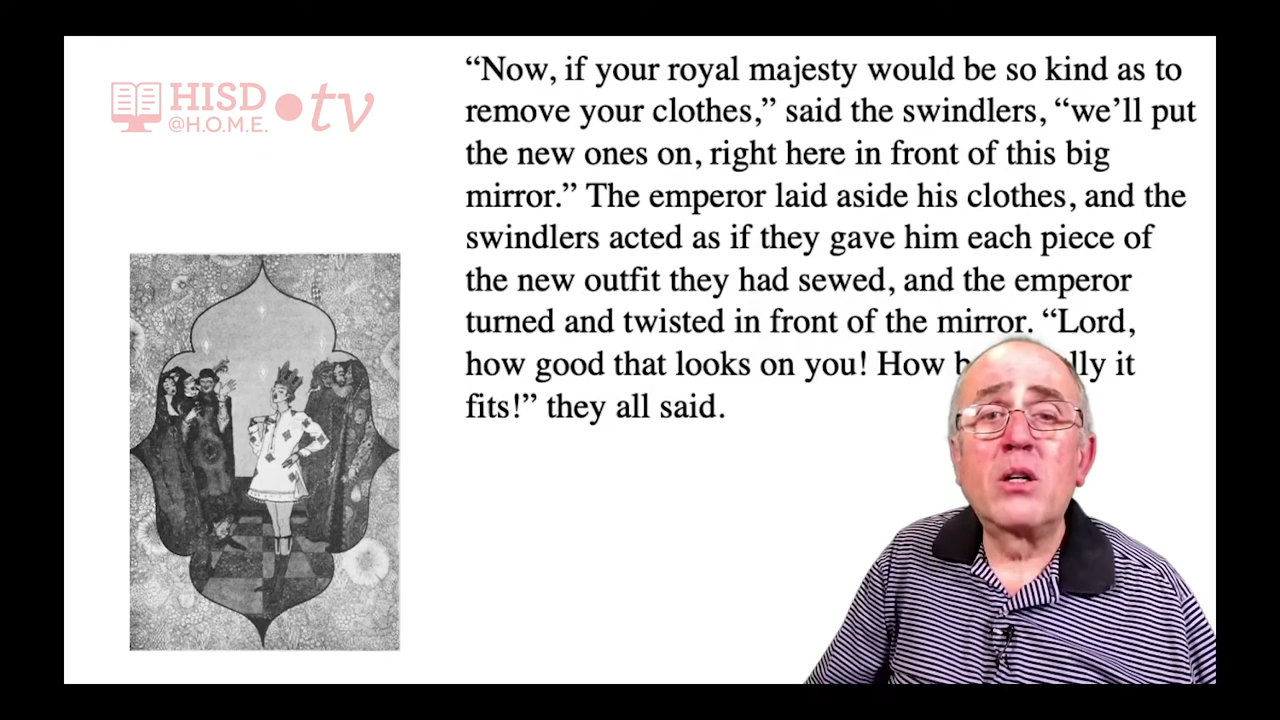 HISD
@H.O.M.E.
tv
“Now, if your royal majesty would be so kind as to
remove your clothes,” said the swindlers, “we’ll put
the new ones on, right here in front of this big
mirror.” The emperor laid aside his clothes, and the
swindlers acted as if they gave him each piece of
the new outfit they had sewed, and the emperor
turned and twisted in front of the mirror. “Lord,
how good that looks on you! How it
fits!” they all said.